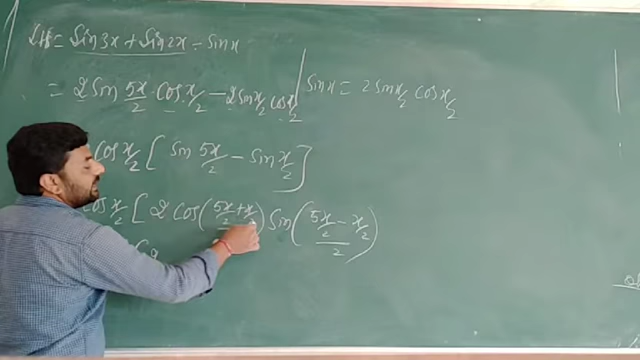 LHS = Sin3x + Sin2x - Sinx
= 2 Sin 5x/2 Cos x/2 - 2 Sin x/2 Cos x/2
Sinx = 2 Sin x/2 Cos x/2
Cos x/2 [ Sin 5x/2 - Sin x/2 ]
Cos x/2 [ 2 Cos ( 5x/2 + x/2 ) Sin ( (5x/2 - x/2)/2 )